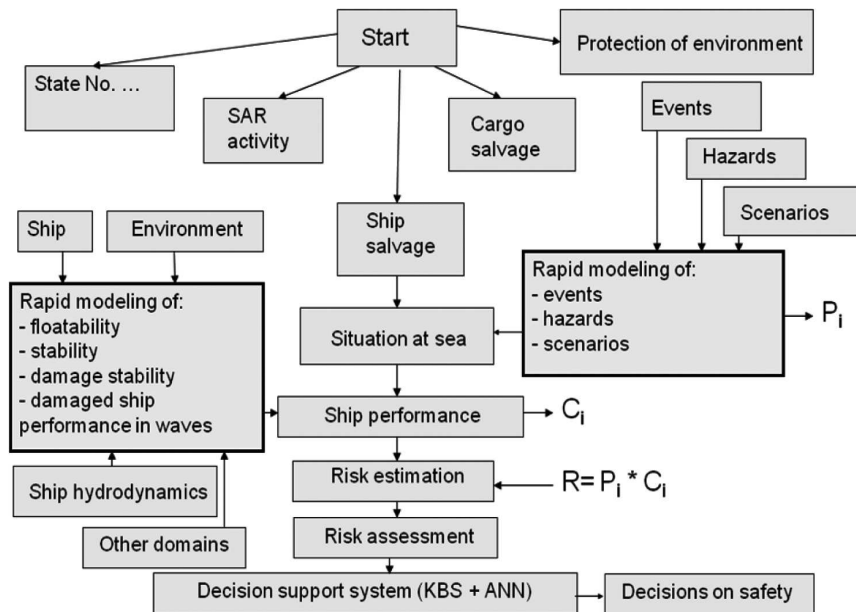 Start
Protection of environment
State No. ...
SAR
activity
Cargo
salvage
Events
Hazards
Scenarios
Ship
Environment
Ship
salvage
Rapid modeling of:
- floatability
- stability
- damage stability
- damaged ship
performance in waves
Rapid modeling of:
- events
- hazards
- scenarios
Pi
Situation at sea
Ship performance
Ci
Ship hydrodynamics
Risk estimation
R= Pi * Ci
Other domains
Risk assessment
Decision support system (KBS + ANN)
Decisions on safety